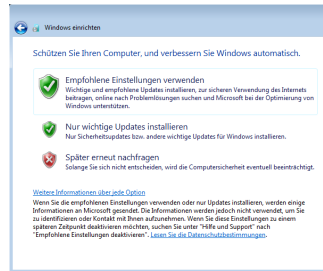 Windows einrichten
Schützen Sie Ihren Computer, und verbessern Sie Windows automatisch.
Empfohlene Einstellungen verwenden
Wichtige und empfohlene Updates installieren, zur sicheren Verwendung des Internets
beitragen, online nach Problemlösungen suchen und Microsoft bei der Optimierung von
Windows unterstützen.
Nur wichtige Updates installieren
Nur Sicherheitsupdates bzw. andere wichtige Updates für Windows installieren.
Später erneut nachfragen
Solange Sie sich nicht entscheiden, wird die Computersicherheit eventuell beeinträchtigt.
Weitere Informationen über jede Option
Wenn Sie die empfohlenen Einstellungen verwenden oder nur Updates installieren, werden einige
Informationen an Microsoft gesendet. Die Informationen werden jedoch nicht verwendet, um Sie
zu identifizieren oder Kontakt mit Ihnen aufzunehmen. Wenn Sie diese Einstellungen zu einem
späteren Zeitpunkt deaktivieren möchten, suchen Sie unter "Hilfe und Support" nach
"Empfohlene Einstellungen deaktivieren". Lesen Sie die Datenschutzbestimmungen.